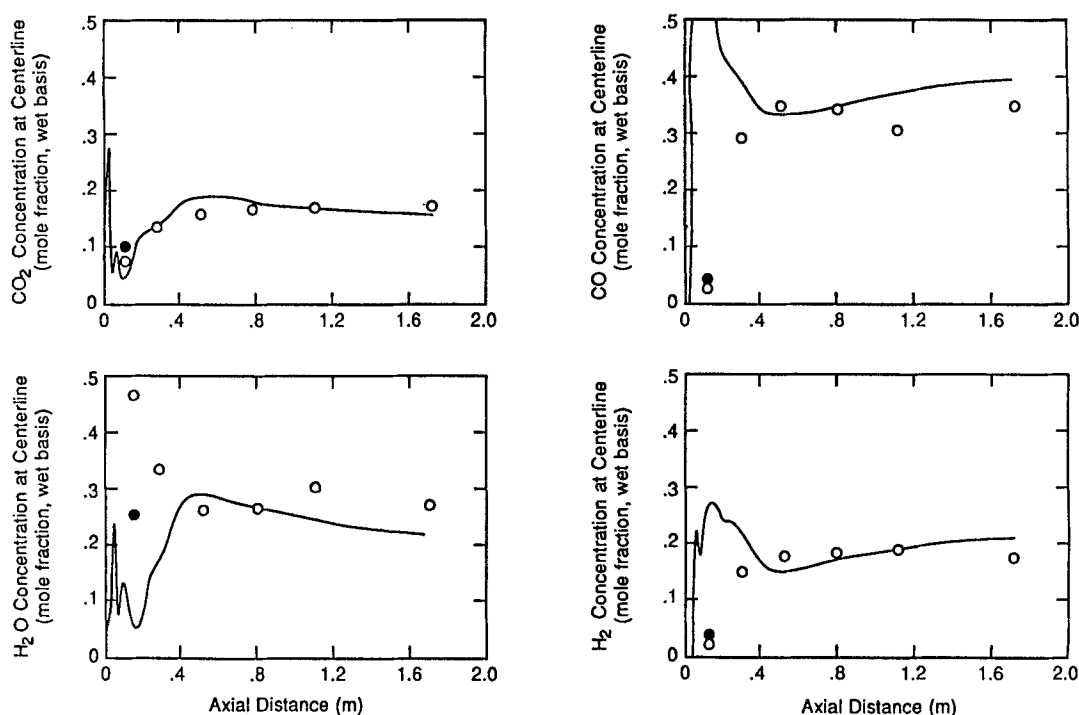 CO2 Concentration at Centerline
(mole fraction, wet basis)
.5
.4
.3
.2
.1
0
0 .4 .8 1.2 1.6 2.0
CO Concentration at Centerline
(mole fraction, wet basis)
.5
.4
.3
.2
.1
0
0 .4 .8 1.2 1.6 2.0
H2O Concentration at Centerline
(mole fraction, wet basis)
.5
.4
.3
.2
.1
0
0 .4 .8 1.2 1.6 2.0
Axial Distance (m)
H2 Concentration at Centerline
(mole fraction, wet basis)
.5
.4
.3
.2
.1
0
0 .4 .8 1.2 1.6 2.0
Axial Distance (m)